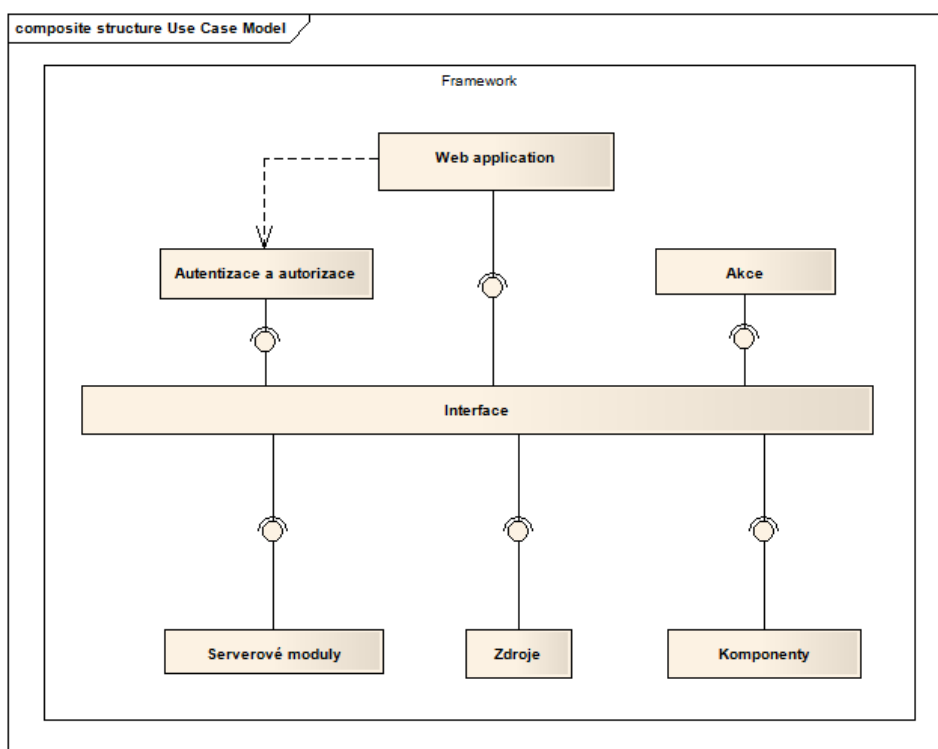 composite structure Use Case Model
Framework
Web application
Autentizace a autorizace
Akce
Interface
Serverové moduly
Zdroje
Komponenty